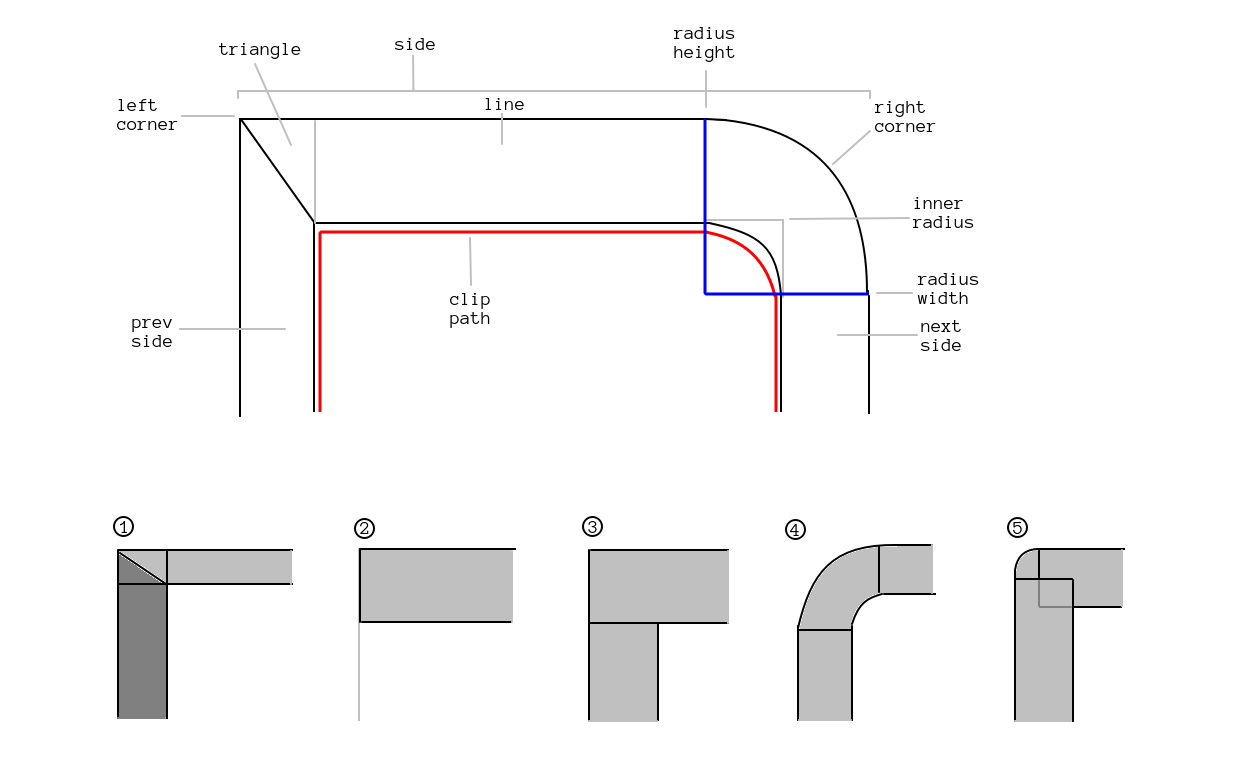 triangle
side
radius
height
left
corner
line
right
corner
inner
radius
clip
path
radius
width
prev
side
next
side
1
2
3
4
5